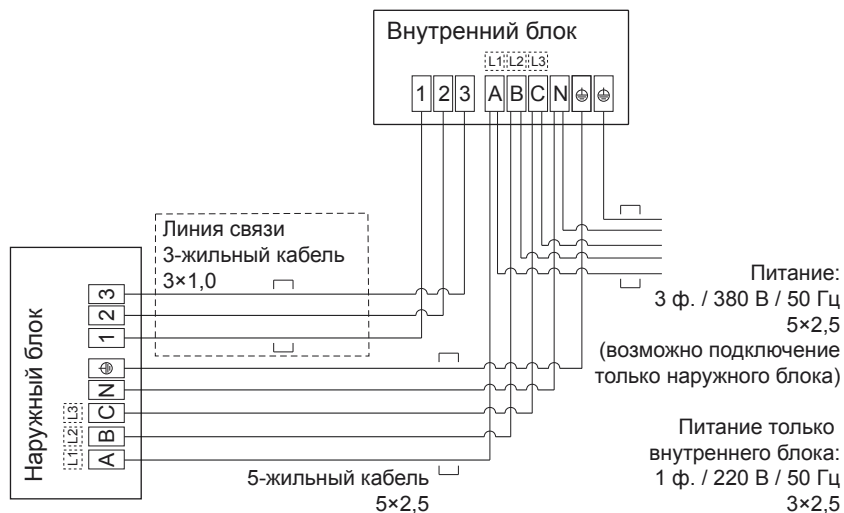 Внутренний блок
L1 L2 L3
1 2 3 A B C N
Линия связи
3-жильный кабель
3×1,0
Наружный блок
3
2
1
N
L3 C
L2 B
L1 A
5-жильный кабель
5×2,5
Питание:
3 ф. / 380 В / 50 Гц
5×2,5
(возможно подключение
только наружного блока)
Питание только
внутреннего блока:
1 ф. / 220 В / 50 Гц
3×2,5